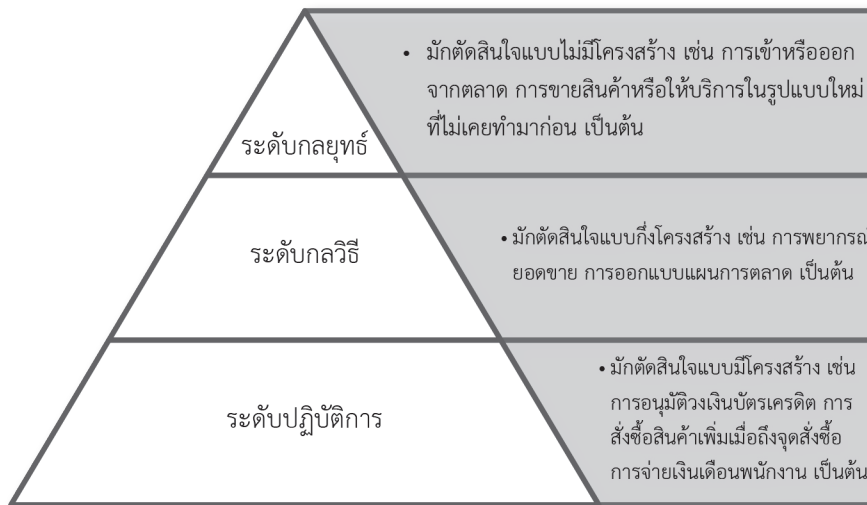 • มักตัดสินใจแบบไม่มีโครงสร้าง เช่น การเข้าหรือออก
จากตลาด การขายสินค้าหรือให้บริการในรูปแบบใหม่
ที่ไม่เคยทำมาก่อน เป็นต้น
ระดับกลยุทธ์
• มักตัดสินใจแบบกึ่งโครงสร้าง เช่น การพยากรณ์
ยอดขาย การออกแบบแผนการตลาด เป็นต้น
ระดับกลวิธี
• มักตัดสินใจแบบมีโครงสร้าง เช่น
การอนุมัติวงเงินบัตรเครดิต การ
สั่งซื้อสินค้าเพิ่มเมื่อถึงจุดสั่งซื้อ
การจ่ายเงินเดือนพนักงาน เป็นต้น
ระดับปฏิบัติการ